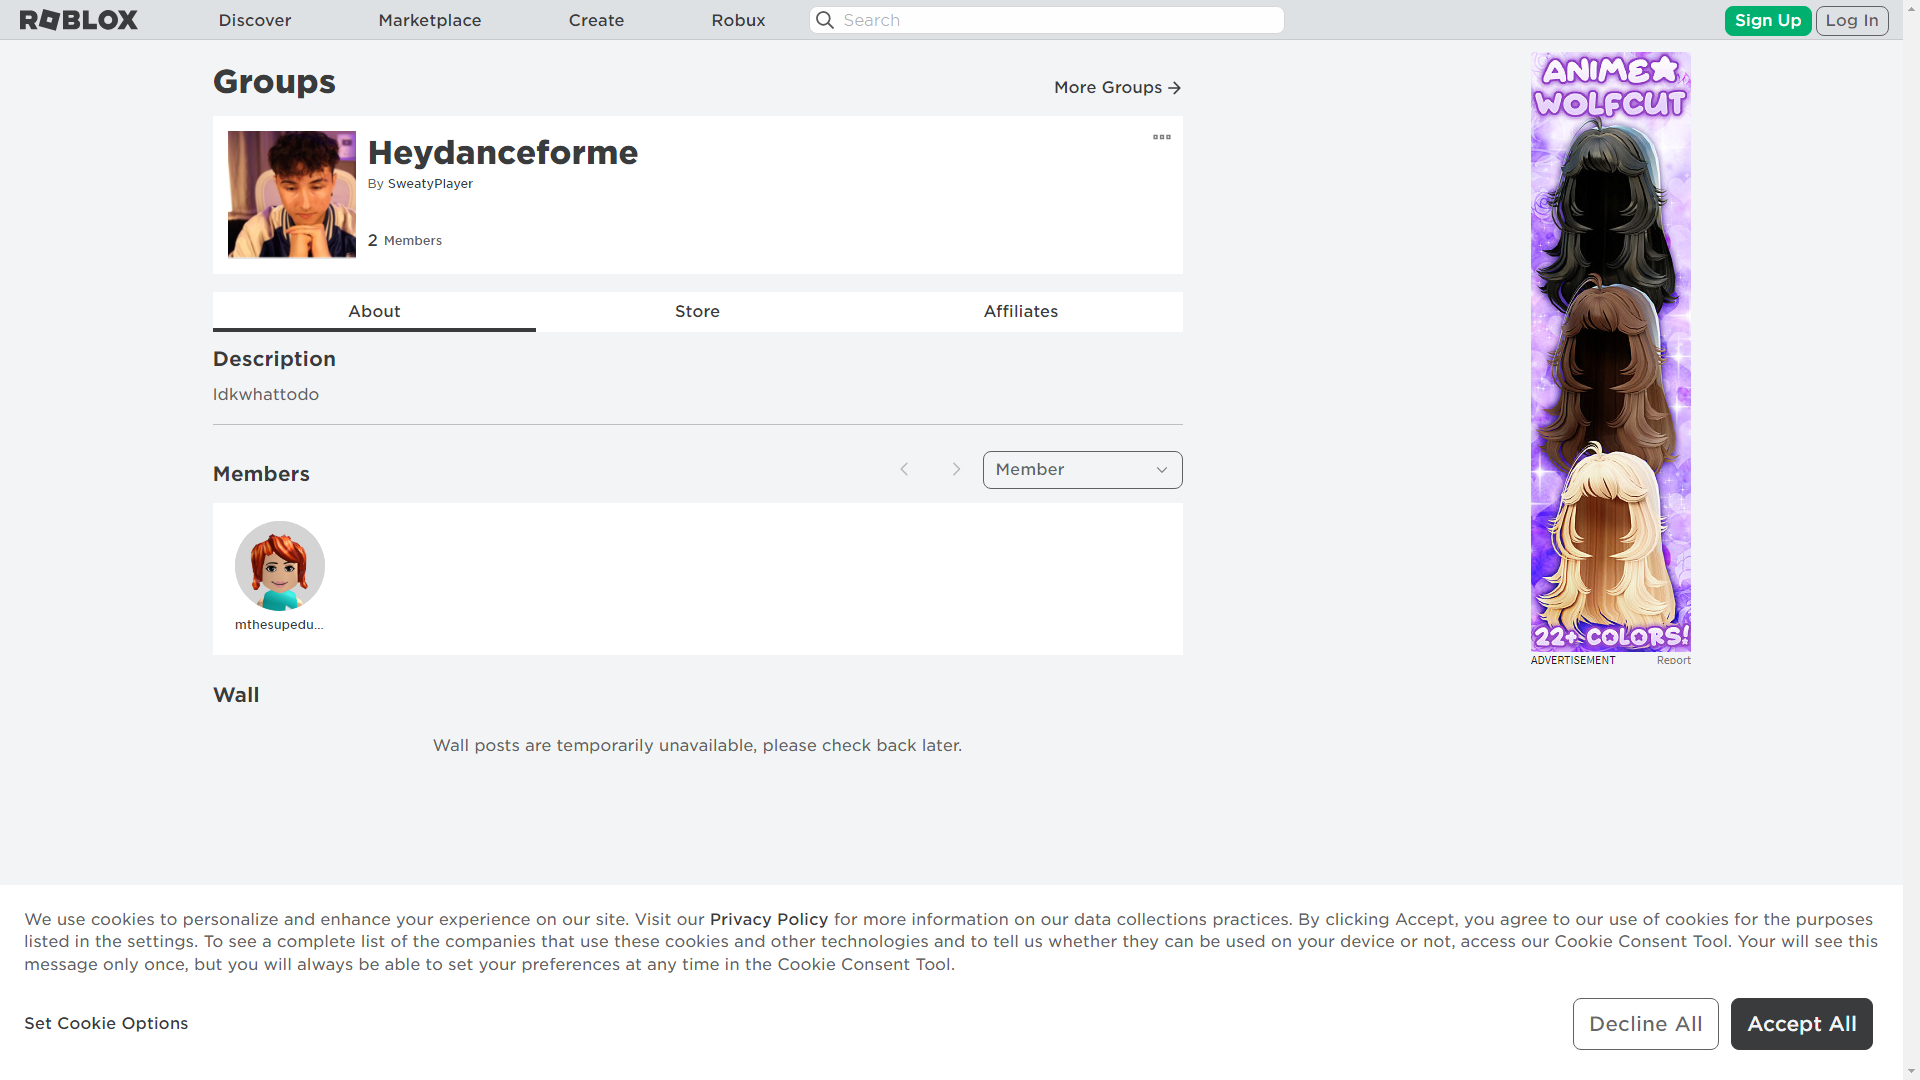 ROBLOX
Discover
Marketplace
Create
Robux
Search
Sign Up
Log In
Groups
More Groups
Heydanceforme
By SweatyPlayer
2 Members
About
Store
Affiliates
Description
Idkwhattodo
Members
Member
mthesupedu...
Wall
Wall posts are temporarily unavailable, please check back later.
ANIME
WOLFCUT
22+ COLORS!
ADVERTISEMENT
Report
We use cookies to personalize and enhance your experience on our site. Visit our Privacy Policy for more information on our data collections practices. By clicking Accept, you agree to our use of cookies for the purposes
listed in the settings. To see a complete list of the companies that use these cookies and other technologies and to tell us whether they can be used on your device or not, access our Cookie Consent Tool. Your will see this
message only once, but you will always be able to set your preferences at any time in the Cookie Consent Tool.
Set Cookie Options
Decline All
Accept All